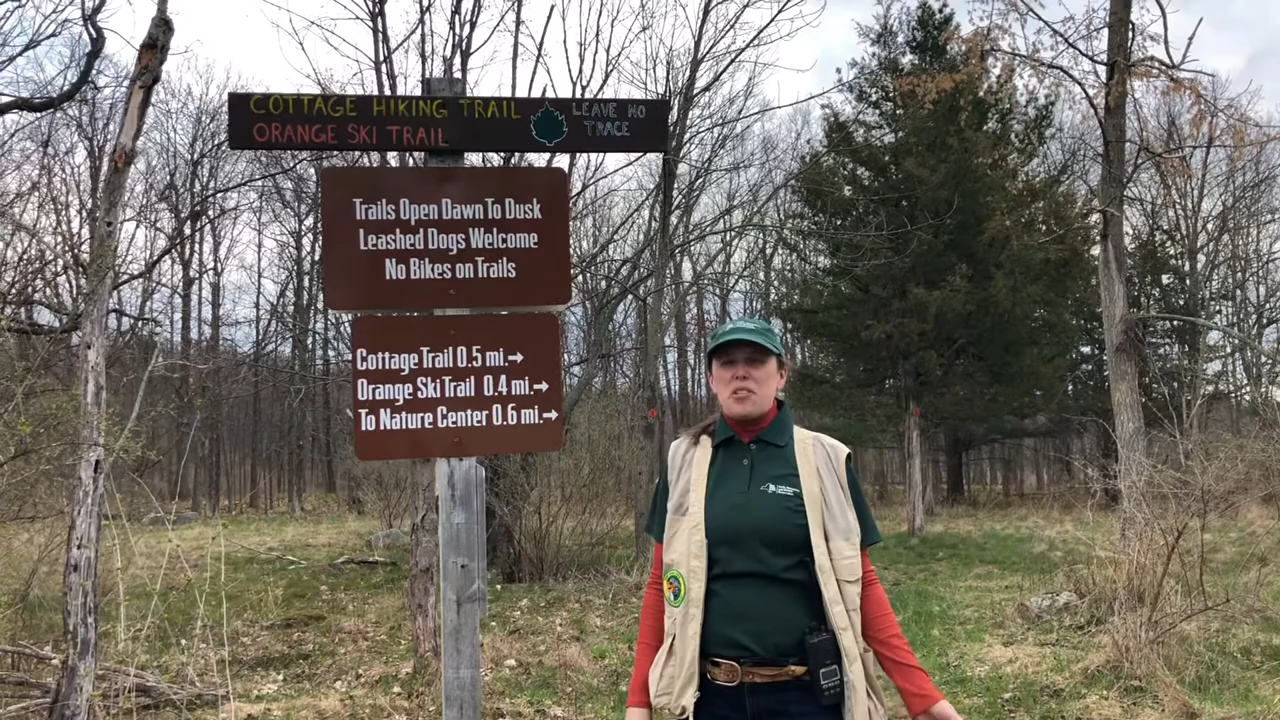 COTTAGE HIKING TRAIL
ORANGE SKI TRAIL
LEAVE NO
TRACE
Trails Open Dawn To Dusk
Leashed Dogs Welcome
No Bikes on Trails
Cottage Trail 0.5 mi.→
Orange Ski Trail 0.4 mi.→
To Nature Center 0.6 mi.→